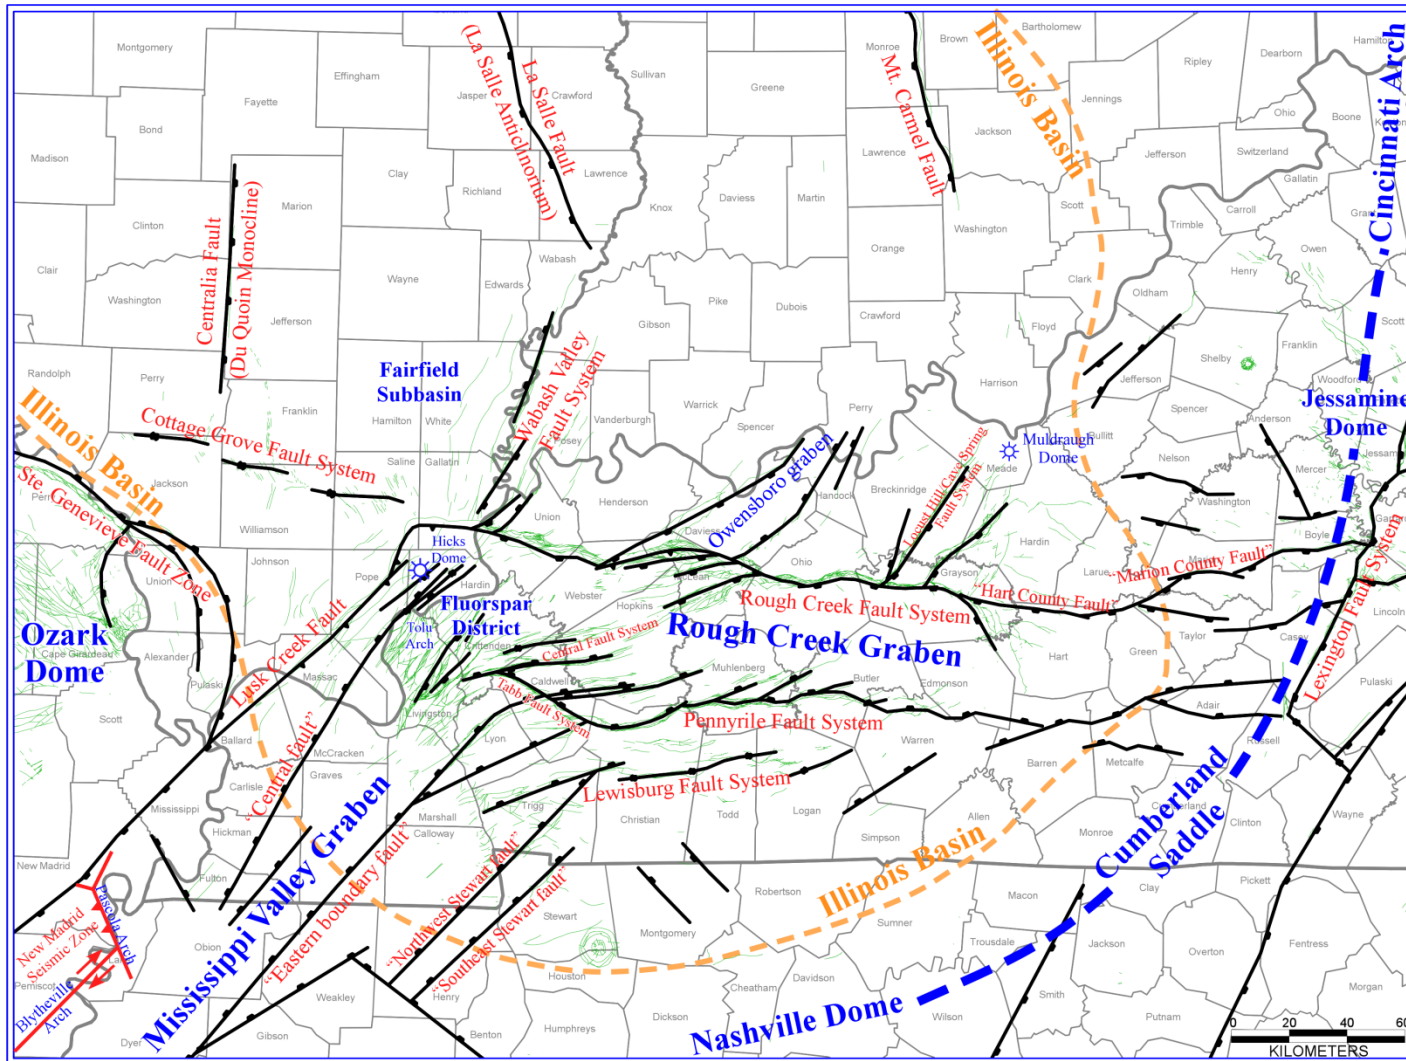 Montgomery
Effingham
Fayette
Bond
Madison
Jasper
Crawford
La Salle Fault
(La Salle Anticlinorium)
Sullivan
Greene
Monroe
Brown
Bartholomew
Mt. Carmel Fault
Illinois Basin
Jennings
Ripley
Dearborn
Hamilton
Ohio
Boone
Cincinnati Arch
Jackson
Lawrence
Jefferson
Switzerland
Gallatin
Clay
Richland
Lawrence
Knox
Daviess
Martin
Marion
Clinton
Scott
Carroll
Trimble
Grant
Owen
Orange
Washington
Wabash
Edwards
Wayne
Clair
Washington
Centralia Fault
(Du Quoin Monocline)
Jefferson
Clark
Henry
Oldham
Pike
Dubois
Gibson
Crawford
Floyd
Scott
Franklin
Shelby
Woodford
Randolph
Perry
Fairfield
Subbasin
Wabash Valley
Fault System
Harrison
Jefferson
Jessamine
Dome
Franklin
Hamilton
White
Vanderburgh
Warrick
Spencer
Perry
Posey
Spencer
Anderson
Bullitt
Muldraugh
Dome
Illinois Basin
Cottage Grove Fault System
Saline
Gallatin
Jackson
Perry
Ste. Genevieve Fault Zone
Owensboro graben
Hancock
Breckinridge
Locust Hill/Cave Spring
Fault System
Meade
Nelson
Mercer
Washington
Jessam
Henderson
Union
Daviess
Williamson
Hicks
Dome
Hardin
Boyle
Johnson
Pope
Hardin
Union
Webster
Hopkins
McLean
Ohio
Grayson
Larue
"Marion County Fault"
Fluorspar
District
Tolu
Arch
Rough Creek Fault System
"Hart County Fault"
Lincoln
Lexington Fault System
Ozark
Dome
Cape Girardeau
Alexander
Pulaski
Lusk Creek Fault
Massac
Crittenden
Central Fault System
Rough Creek Graben
Taylor
Casey
Hart
Green
Caldwell
Muhlenberg
Butler
Edmonson
Pulaski
Livingston
Tabb Fault System
Pennyrile Fault System
Adair
Scott
Ballard
McCracken
Lyon
Warren
Russell
"Central fault"
Graves
Carlisle
Barren
Metcalfe
Lewisburg Fault System
Mississippi
Hickman
Marshall
Trigg
Christian
Todd
Logan
Simpson
Allen
Monroe
Cumberland
Clinton
Wayne
Calloway
Cumberland
Saddle
New Madrid
Fulton
Mississippi Valley Graben
"Eastern boundary fault"
"Northwest Stewart fault"
"Southeast Stewart fault"
Robertson
Illinois Basin
Macon
Clay
Pickett
Pascola Arch
New Madrid
Seismic Zone
Obion
Lake
Stewart
Montgomery
Sumner
Trousdale
Jackson
Overton
Fentress
Pemiscot
Blytheville
Arch
Weakley
Henry
Houston
Davidson
Cheatham
Smith
Wilson
Morgan
Dyer
Gibson
Benton
Humphreys
Dickson
Nashville Dome
Putnam
0 20 40 60
KILOMETERS